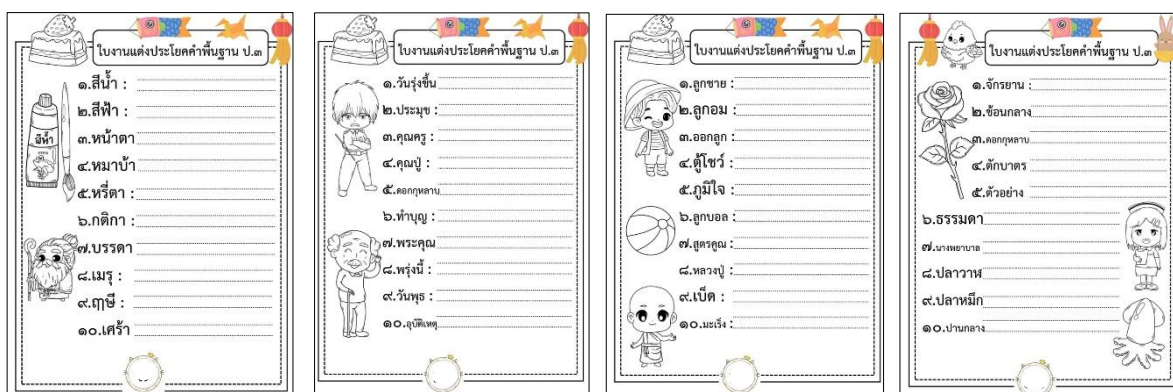 ใบงานแต่งประโยคคำพื้นฐาน ป.๓
๑.สีน้ำ :
๒.สีฟ้า :
๓.หน้าตา
๔.หมาบ้า
๕.หรี่ตา :
๖.กติกา :
๗.บรรดา
๘.เมรุ :
๙.ฤๅษี :
๑๐.เศร้า
สีน้ำ
ใบงานแต่งประโยคคำพื้นฐาน ป.๓
๑.วันรุ่งขึ้น
๒.ประมุข :
๓.คุณครู :
๔.คุณปู่ :
๕.ดอกกุหลาบ
๖.ทำบุญ :
๗.พระคุณ
๘.พรุ่งนี้ :
๙.วันพุธ :
๑๐.อุบัติเหตุ
ใบงานแต่งประโยคคำพื้นฐาน ป.๓
๑.ลูกชาย :
๒.ลูกอม :
๓.ออกลูก :
๔.ตู้โชว์ :
๕.ภูมิใจ :
๖.ลูกบอล :
๗.สูตรคูณ :
๘.หลวงปู่ :
๙.เบ็ด :
๑๐.มะเร็ง :
ใบงานแต่งประโยคคำพื้นฐาน ป.๓
๑.จักรยาน :
๒.ช้อนกลาง
๓.ดอกกุหลาบ
๔.ตักบาตร
๕.ตัวอย่าง
๖.ธรรมดา
๗.นางพยาบาล
๘.ปลาวาฬ
๙.ปลาหมึก
๑๐.ปานกลาง